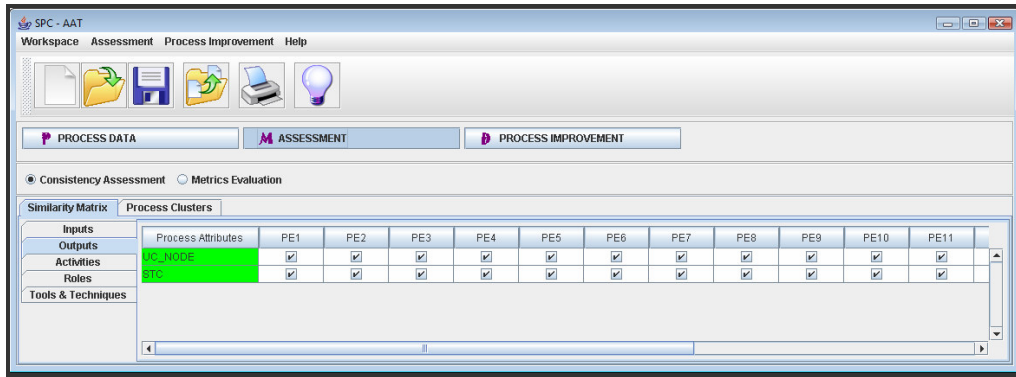 SPC - AAT
Workspace Assessment Process Improvement Help
PROCESS DATA ASSESSMENT PROCESS IMPROVEMENT
Consistency Assessment Metrics Evaluation
Similarity Matrix Process Clusters
Inputs
Outputs
Activities
Roles
Tools & Techniques
Process Attributes PE1 PE2 PE3 PE4 PE5 PE6 PE7 PE8 PE9 PE10 PE11
UC_NODE
STC